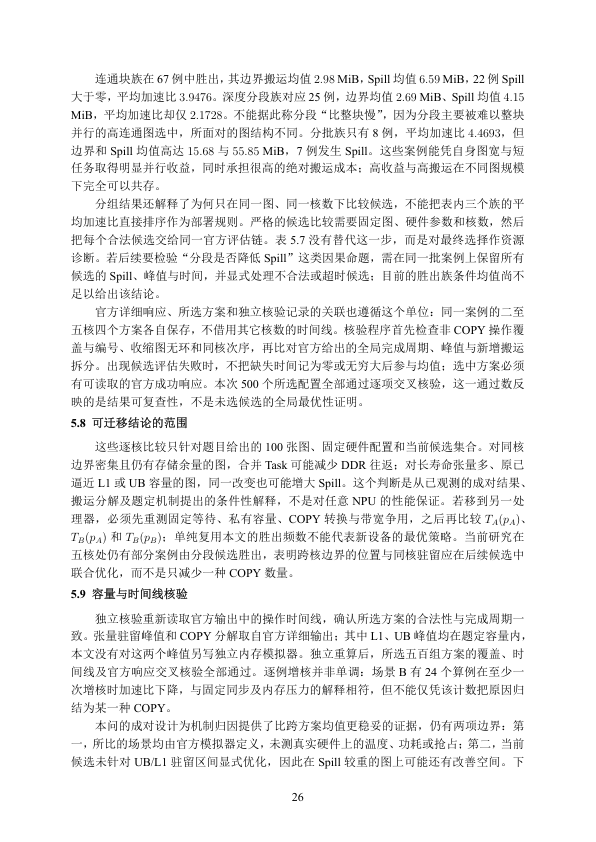 连通块族在 67 例中胜出，其边界搬运均值 2.98 MiB，Spill 均值 6.59 MiB，22 例 Spill
大于零，平均加速比 3.9476。深度分段族对应 25 例，边界均值 2.69 MiB、Spill 均值 4.15
MiB，平均加速比却仅 2.1728。不能据此称分段“比整块慢”，因为分段主要被难以整块
并行的高连通图选中，所面对的图结构不同。分批族只有 8 例，平均加速比 4.4693，但
边界和 Spill 均值高达 15.68 与 55.85 MiB，7 例发生 Spill。这些案例能凭自身图宽与短
任务取得明显并行收益，同时承担很高的绝对搬运成本；高收益与高搬运在不同图规模
下完全可以共存。
分组结果还解释了为何只在同一图、同一核数下比较候选，不能把表内三个族的平
均加速比直接排序作为部署规则。严格的候选比较需要固定图、硬件参数和核数，然后
把每个合法候选交给同一官方评估链。表 5.7 没有替代这一步，而是对最终选择作资源
诊断。若后续要检验“分段是否降低 Spill”这类因果命题，需在同一批案例上保留所有
候选的 Spill、峰值与时间，并显式处理不合法或超时候选；目前的胜出族条件均值尚不
足以给出该结论。
官方详细响应、所选方案和独立核验记录的关联也遵循这个单位：同一案例的二至
五核四个方案各自保存，不借用其它核数的时间线。核验程序首先检查非 COPY 操作覆
盖与编号、收缩图无环和同核次序，再比对官方给出的全局完成周期、峰值与新增搬运
拆分。出现候选评估失败时，不把缺失时间记为零或无穷大后参与均值；选中方案必须
有可读取的官方成功响应。本次 500 个所选配置全部通过逐项交叉核验，这一通过数反
映的是结果可复查性，不是未选候选的全局最优性证明。
5.8 可迁移结论的范围
这些逐核比较只针对题目给出的 100 张图、固定硬件配置和当前候选集合。对同核
边界密集且仍有存储余量的图，合并 Task 可能减少 DDR 往返；对长寿命张量多、原已
逼近 L1 或 UB 容量的图，同一改变也可能增大 Spill。这个判断是从已观测的成对结果、
搬运分解及题定机制提出的条件性解释，不是对任意 NPU 的性能保证。若移到另一处
理器，必须先重测固定等待、私有容量、COPY 转换与带宽争用，之后再比较 T_A(p_A)、
T_B(p_A) 和 T_B(p_B)；单纯复用本文的胜出频数不能代表新设备的最优策略。当前研究在
五核处仍有部分案例由分段候选胜出，表明跨核边界的位置与同核驻留应在后续候选中
联合优化，而不是只减少一种 COPY 数量。
5.9 容量与时间线核验
独立核验重新读取官方输出中的操作时间线，确认所选方案的合法性与完成周期一
致。张量驻留峰值和 COPY 分解取自官方详细输出；其中 L1、UB 峰值均在题定容量内，
本文没有对这两个峰值另写独立内存模拟器。独立重算后，所选五百组方案的覆盖、时
间线及官方响应交叉核验全部通过。逐例增核并非单调：场景 B 有 24 个算例在至少一
次增核时加速比下降，与固定同步及内存压力的解释相符，但不能仅凭该计数把原因归
结为某一种 COPY。
本问的成对设计为机制归因提供了比跨方案均值更稳妥的证据，仍有两项边界：第
一，所比的场景均由官方模拟器定义，未测真实硬件上的温度、功耗或抢占；第二，当前
候选未针对 UB/L1 驻留区间显式优化，因此在 Spill 较重的图上可能还有改善空间。下
26